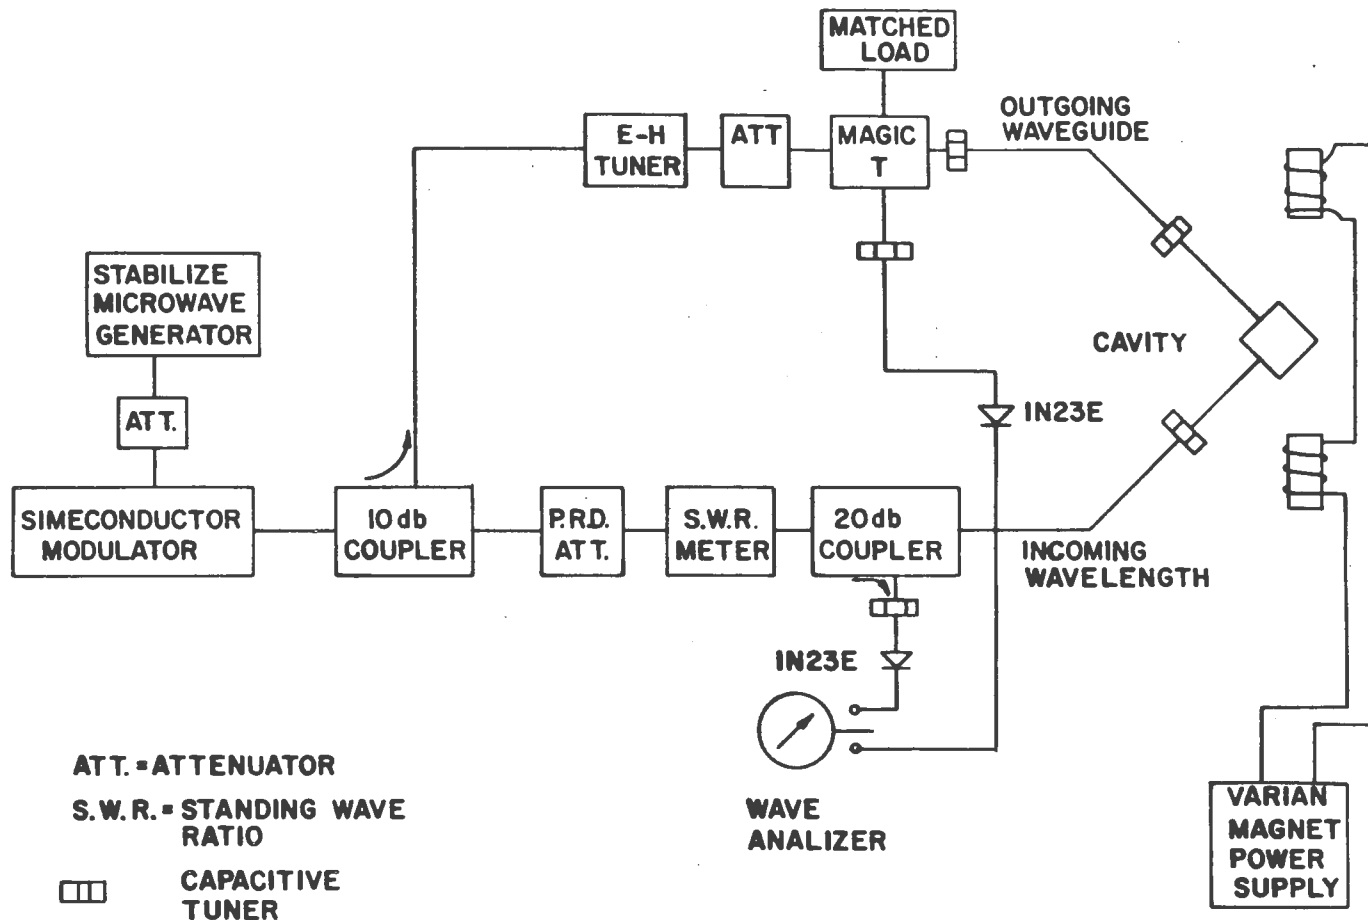 MATCHED
LOAD
OUTGOING
WAVEGUIDE
E-H
TUNER
ATT
MAGIC
T
STABILIZE
MICROWAVE
GENERATOR
CAVITY
ATT.
IN23E
SIMECONDUCTOR
MODULATOR
10db
COUPLER
P.R.D.
ATT.
S.W.R.
METER
20db
COUPLER
INCOMING
WAVELENGTH
IN23E
ATT. = ATTENUATOR
S.W.R. = STANDING WAVE
RATIO
CAPACITIVE
TUNER
WAVE
ANALIZER
VARIAN
MAGNET
POWER
SUPPLY